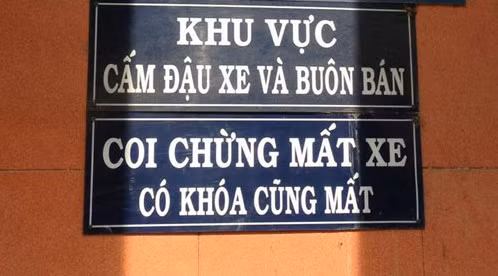 KHU VỰC
CẤM ĐẬU XE VÀ BUÔN BÁN
COI CHỪNG MẤT XE
CÓ KHÓA CŨNG MẤT